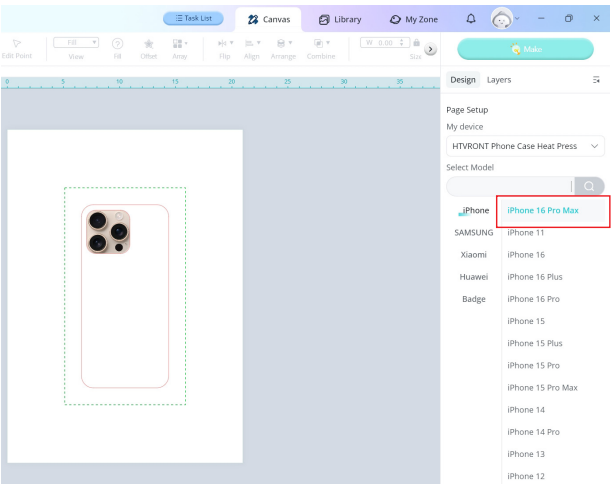 Task List
Canvas
Library
My Zone
Edit Point
Fill
View
Fill
Offset
Array
Flip
Align
Arrange
Combine
W 0.00
Size
Make
0 5 10 15 20 25 30 35
Design Layers
Page Setup
My device
HTVRONT Phone Case Heat Press
Select Model
iPhone
iPhone 16 Pro Max
SAMSUNG
iPhone 11
Xiaomi
iPhone 16
Huawei
iPhone 16 Plus
Badge
iPhone 16 Pro
iPhone 15
iPhone 15 Plus
iPhone 15 Pro
iPhone 15 Pro Max
iPhone 14
iPhone 14 Pro
iPhone 13
iPhone 12